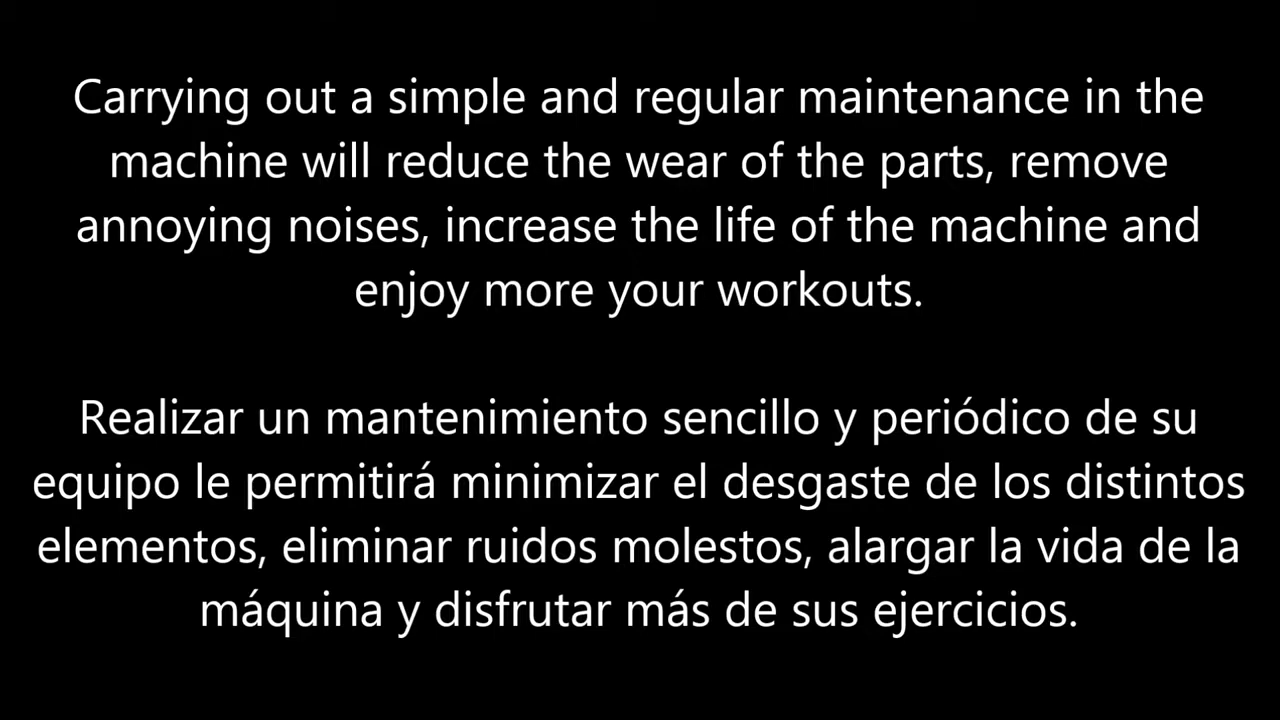 Carrying out a simple and regular maintenance in the
machine will reduce the wear of the parts, remove
annoying noises, increase the life of the machine and
enjoy more your workouts.
Realizar un mantenimiento sencillo y periódico de su
equipo le permitirá minimizar el desgaste de los distintos
elementos, eliminar ruidos molestos, alargar la vida de la
máquina y disfrutar más de sus ejercicios.